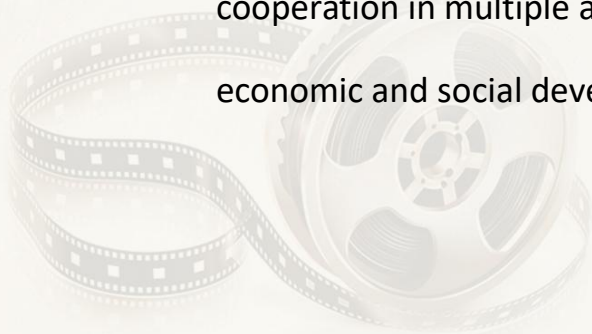 cooperation in multiple a
economic and social deve